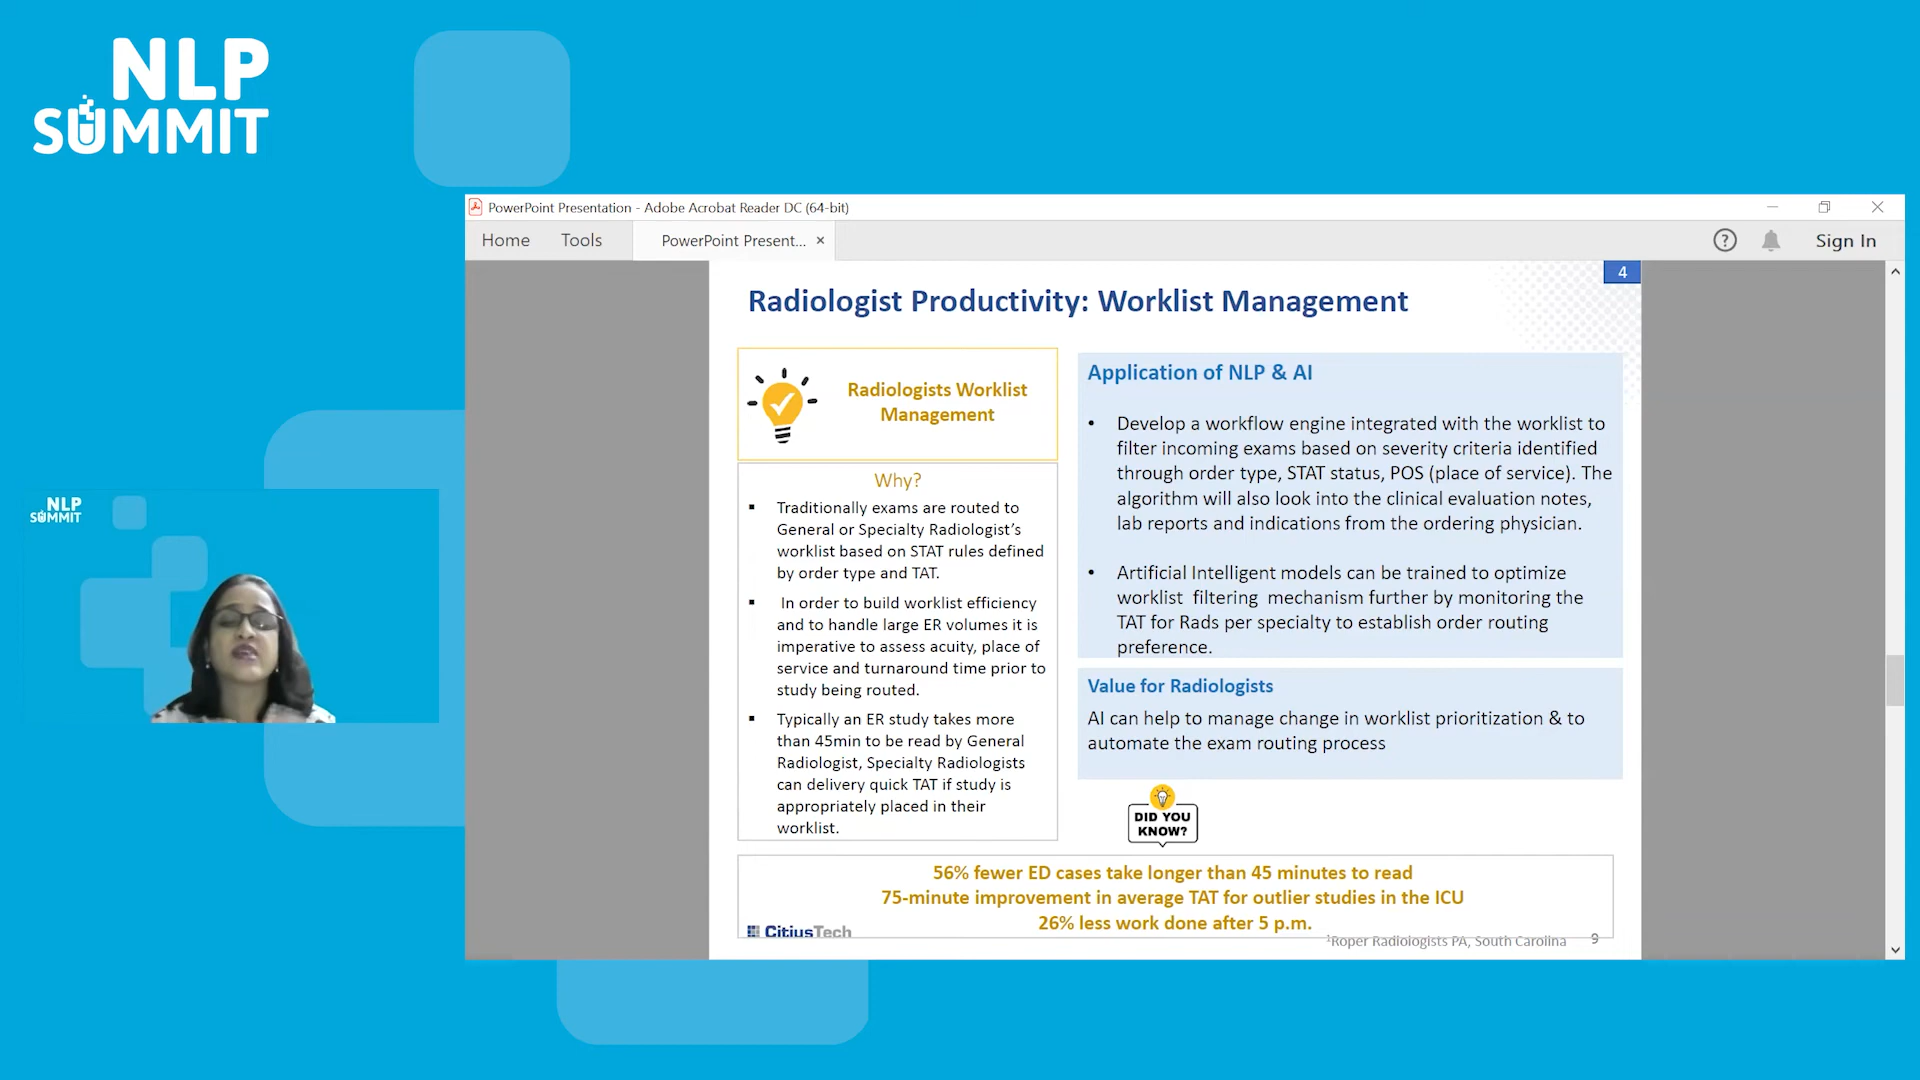 NLP
SUMMIT
PowerPoint Presentation - Adobe Acrobat Reader DC (64-bit)
Home
Tools
PowerPoint Present...
Sign In
4
Radiologist Productivity: Worklist Management
Radiologists Worklist
Management
Why?
▪ Traditionally exams are routed to
General or Specialty Radiologist's
worklist based on STAT rules defined
by order type and TAT.
▪ In order to build worklist efficiency
and to handle large ER volumes it is
imperative to assess acuity, place of
service and turnaround time prior to
study being routed.
▪ Typically an ER study takes more
than 45min to be read by General
Radiologist, Specialty Radiologists
can delivery quick TAT if study is
appropriately placed in their
worklist.
Application of NLP & AI
• Develop a workflow engine integrated with the worklist to
filter incoming exams based on severity criteria identified
through order type, STAT status, POS (place of service). The
algorithm will also look into the clinical evaluation notes,
lab reports and indications from the ordering physician.
• Artificial Intelligent models can be trained to optimize
worklist filtering mechanism further by monitoring the
TAT for Rads per specialty to establish order routing
preference.
Value for Radiologists
AI can help to manage change in worklist prioritization & to
automate the exam routing process
DID YOU
KNOW?
56% fewer ED cases take longer than 45 minutes to read
75-minute improvement in average TAT for outlier studies in the ICU
26% less work done after 5 p.m.
CitiusTech
¹Roper Radiologists PA, South Carolina
9
NLP
SUMMIT